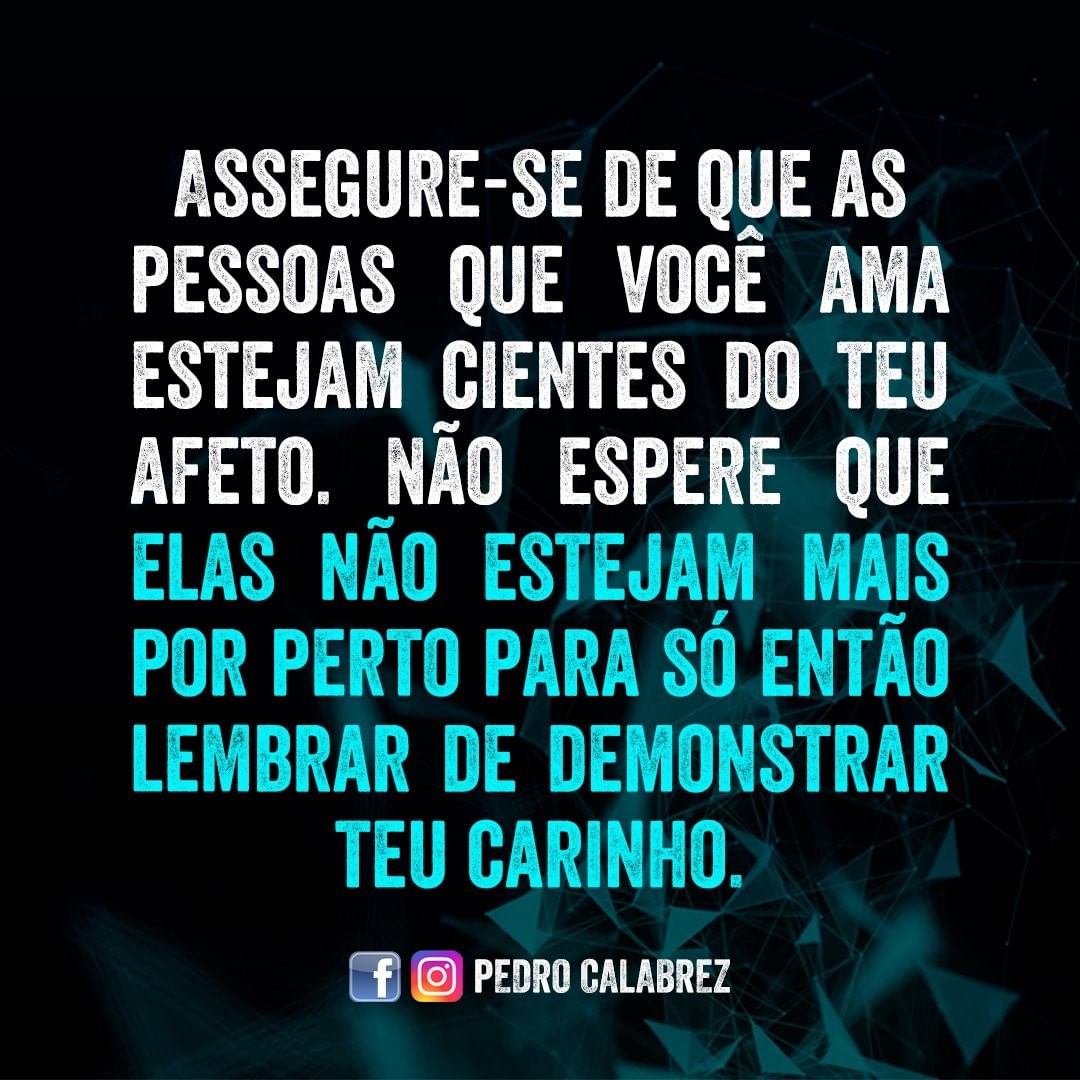 ASSEGURE-SE DE QUE AS
PESSOAS QUE VOCÊ AMA
ESTEJAM CIENTES DO TEU
AFETO. NÃO ESPERE QUE
ELAS NÃO ESTEJAM MAIS
POR PERTO PARA SÓ ENTÃO
LEMBRAR DE DEMONSTRAR
TEU CARINHO.
PEDRO CALABREZ